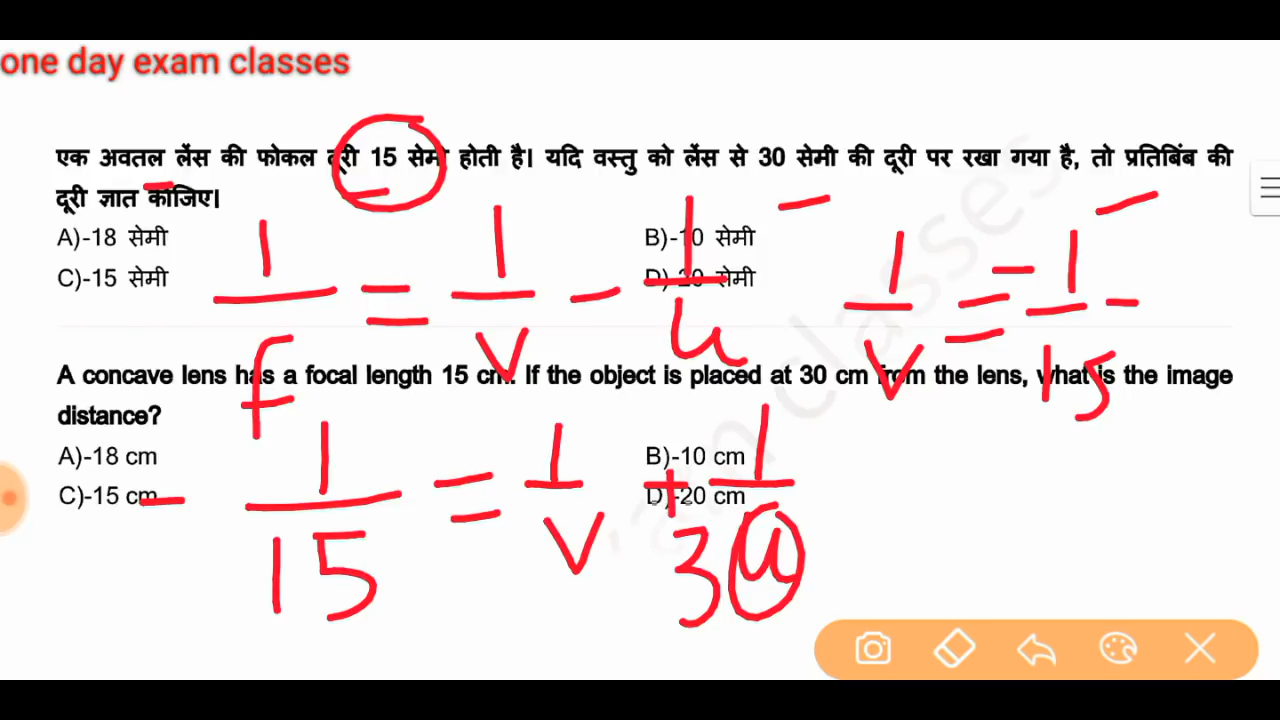 one day exam classes
एक अवतल लेंस की फोकल दूरी 15 सेमी होती है। यदि वस्तु को लेंस से 30 सेमी की दूरी पर रखा गया है, तो प्रतिबिंब की
दूरी ज्ञात कीजिए।
A)-18 सेमी B)-10 सेमी
C)-15 सेमी D)-20 सेमी
1/f = 1/v - 1/u
1/v = -1/15 -
A concave lens has a focal length 15 cm. If the object is placed at 30 cm from the lens, what is the image
distance?
A)-18 cm B)-10 cm
C)-15 cm D)-20 cm
- 1/15 = 1/v + 1/30